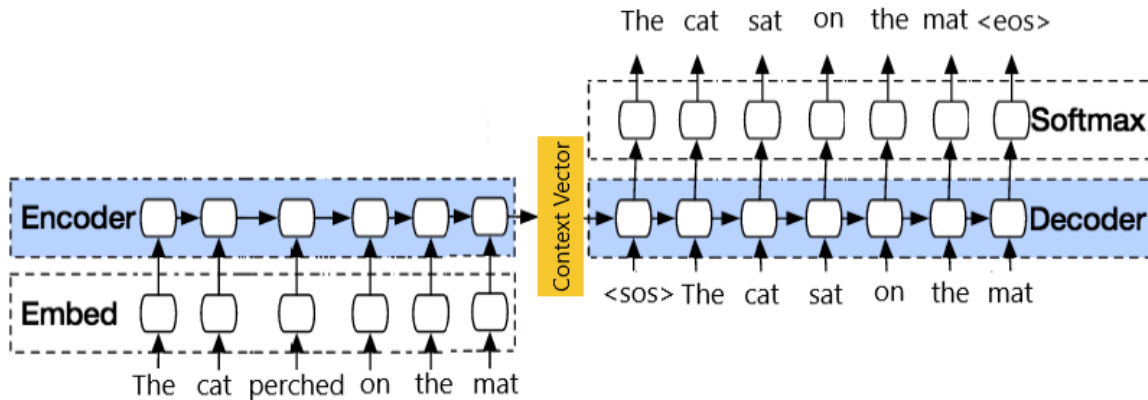 The cat sat on the mat <eos>
Softmax
Encoder
Context Vector
Decoder
<sos> The cat sat on the mat
Embed
The cat perched on the mat